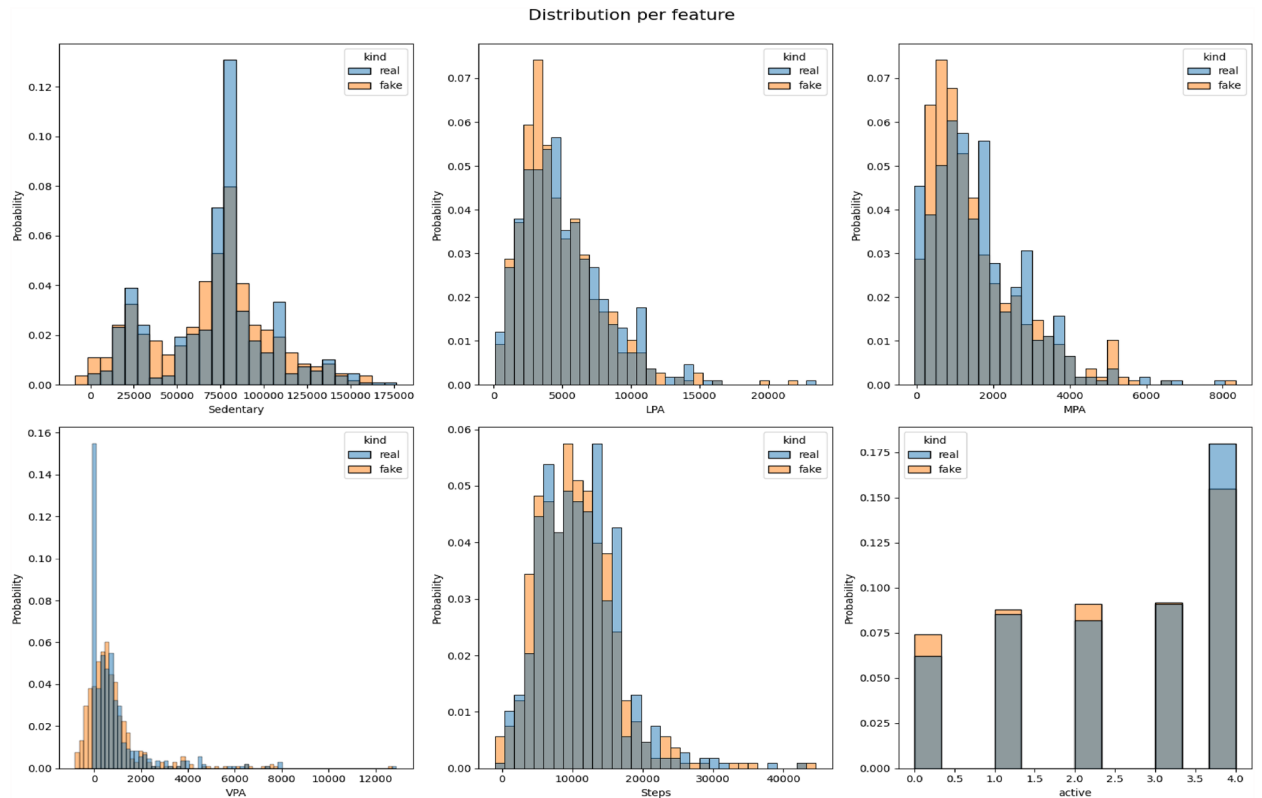 Distribution per feature
kind
real
fake
Probability
0.12
0.10
0.08
0.06
0.04
0.02
0.00
0 25000 50000 75000 100000 125000 150000 175000
Sedentary
kind
real
fake
Probability
0.07
0.06
0.05
0.04
0.03
0.02
0.01
0.00
0 5000 10000 15000 20000
LPA
kind
real
fake
Probability
0.07
0.06
0.05
0.04
0.03
0.02
0.01
0.00
0 2000 4000 6000 8000
MPA
kind
real
fake
Probability
0.16
0.14
0.12
0.10
0.08
0.06
0.04
0.02
0.00
0 2000 4000 6000 8000 10000 12000
VPA
kind
real
fake
Probability
0.06
0.05
0.04
0.03
0.02
0.01
0.00
0 10000 20000 30000 40000
Steps
kind
real
fake
Probability
0.175
0.150
0.125
0.100
0.075
0.050
0.025
0.000
0.0 0.5 1.0 1.5 2.0 2.5 3.0 3.5 4.0
active